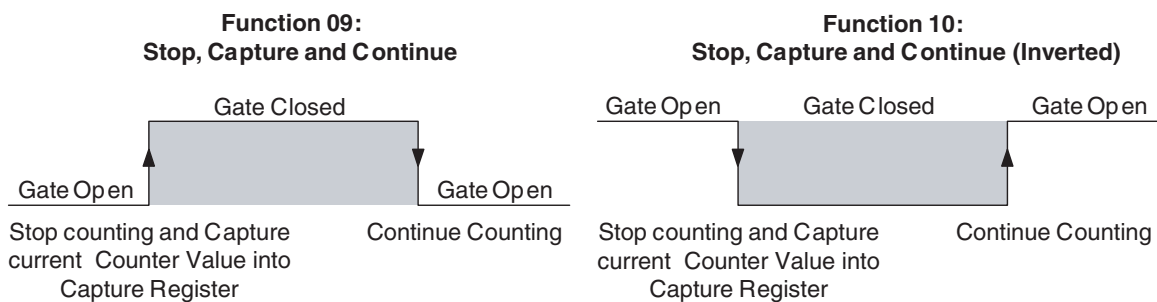 Function 09:
Stop, Capture and Continue
Gate Closed
Gate Open
Gate Open
Stop counting and Capture
current Counter Value into
Capture Register
Continue Counting
Function 10:
Stop, Capture and Continue (Inverted)
Gate Open
Gate Closed
Gate Open
Stop counting and Capture
current Counter Value into
Capture Register
Continue Counting